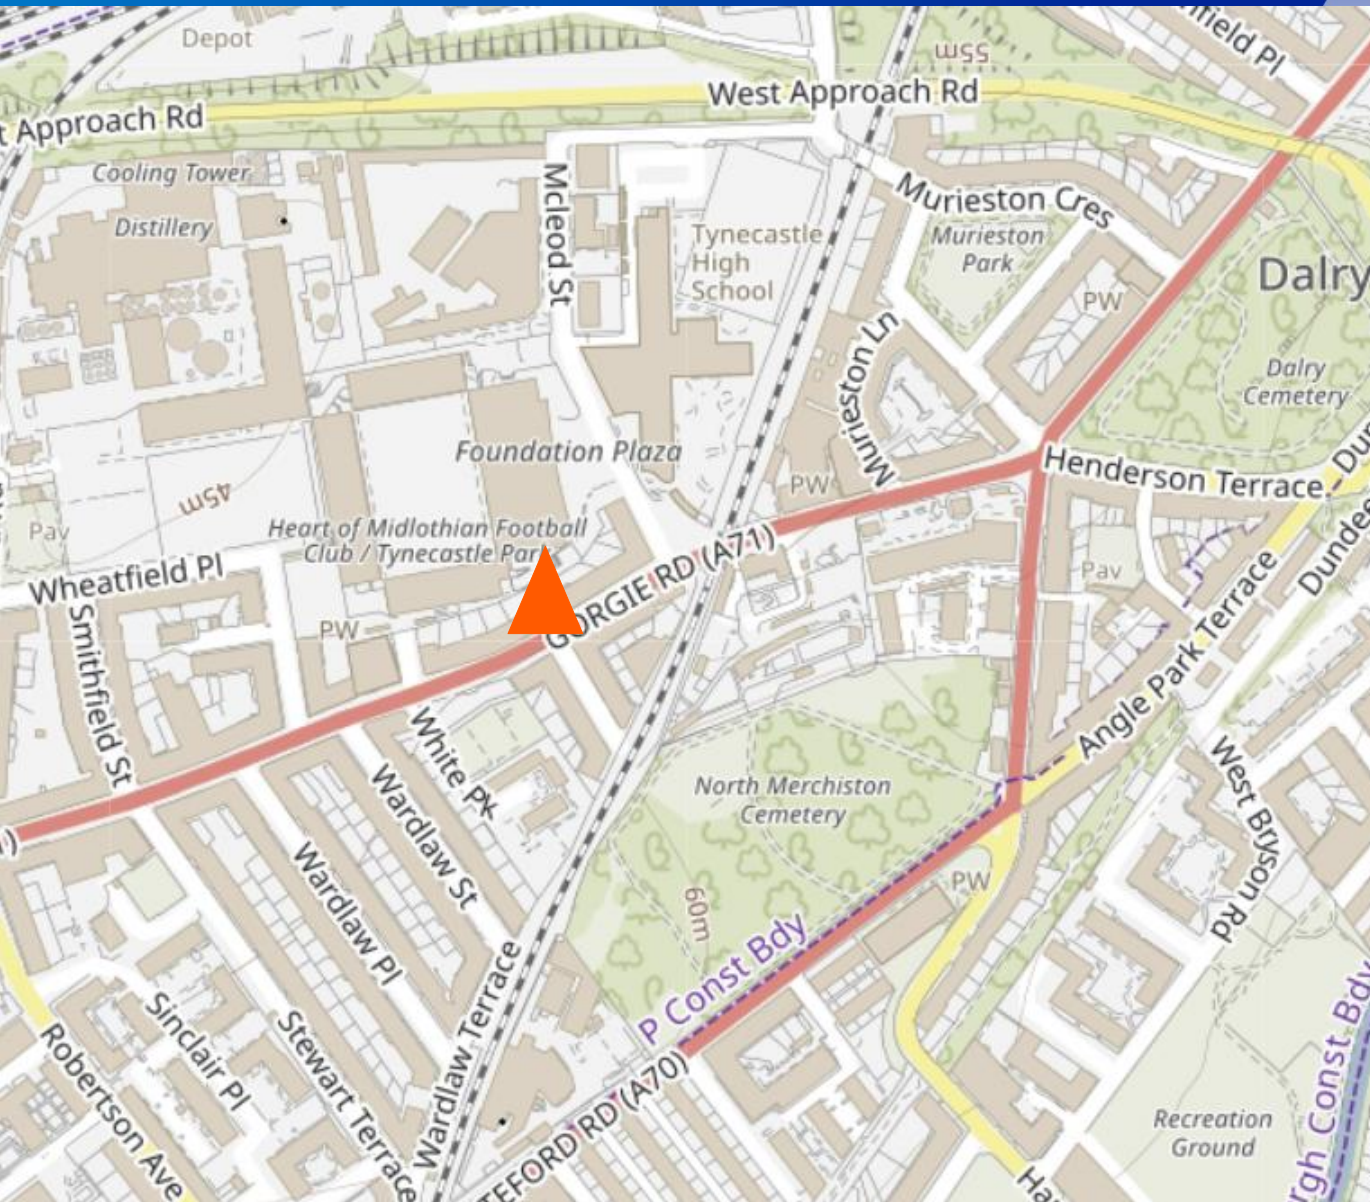 Depot
55m
West Approach Rd
t Approach Rd
Cooling Tower
Distillery
Mcleod St
Murieston Cres
Murieston
Park
Tynecastle
High
School
Dalry
PW
Murieston Ln
Dalry
Cemetery
Foundation Plaza
PW
Henderson Terrace
45m
Pav
Heart of Midlothian Football
Club / Tynecastle Park
GORGIE RD (A71)
Wheatfield Pl
Pav
Dundee
Smithfield St
PW
Angle Park Terrace
White Pk
Wardlaw St
North Merchiston
Cemetery
West Bryson Rd
Wardlaw Pl
PW
60m
P Const Bdy
Wardlaw Terrace
Sinclair Pl
Stewart Terrace
Robertson Ave
TEFORD RD (A70)
Recreation
Ground
rgh Const Bdy
Ha